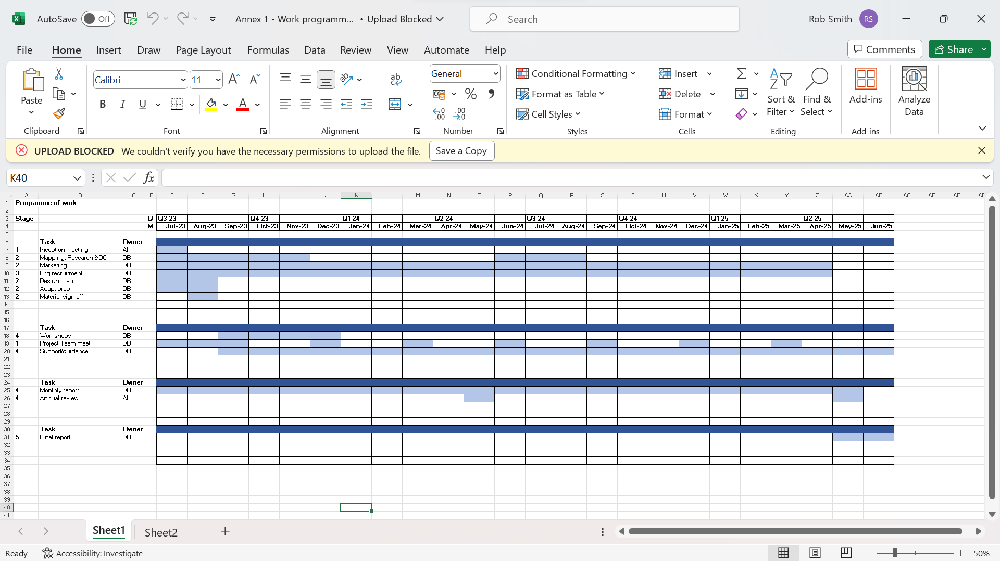 AutoSave Off Annex 1 - Work programm... • Upload Blocked Search Rob Smith RS
File Home Insert Draw Page Layout Formulas Data Review View Automate Help Comments Share
Paste Calibri 11 General Conditional Formatting Format as Table Cell Styles Insert Delete Format Sort & Filter Find & Select Add-ins Analyze Data
B I U A ab
Clipboard Font Alignment Number Styles Cells Editing Add-ins
UPLOAD BLOCKED We couldn't verify you have the necessary permissions to upload the file. Save a Copy
K40 fx
A B C D E F G H I J K L M N O P Q R S T U V W X Y Z AA AB AC AD AE AF
1 Programme of work
2
3 Stage Q Q3 23 Q4 23 Q1 24 Q2 24 Q3 24 Q4 24 Q1 25 Q2 25
4 M Jul-23 Aug-23 Sep-23 Oct-23 Nov-23 Dec-23 Jan-24 Feb-24 Mar-24 Apr-24 May-24 Jun-24 Jul-24 Aug-24 Sep-24 Oct-24 Nov-24 Dec-24 Jan-25 Feb-25 Mar-25 Apr-25 May-25 Jun-25
5
6 Task Owner
7 1 Inception meeting All
8 2 Mapping, Research &DC DB
9 2 Marketing DB
10 3 Org recruitment DB
11 2 Design prep DB
12 2 Adapt prep DB
13 2 Material sign off DB
14
15
16
17 Task Owner
18 4 Workshops DB
19 1 Project Team meet DB
20 4 Support/guidance DB
21
22
23
24 Task Owner
25 4 Monthly report DB
26 4 Annual review All
27
28
29
30 Task Owner
31 5 Final report DB
32
33
34
35
36
37
38
39
40
41
Sheet1 Sheet2
Ready Accessibility: Investigate 50%